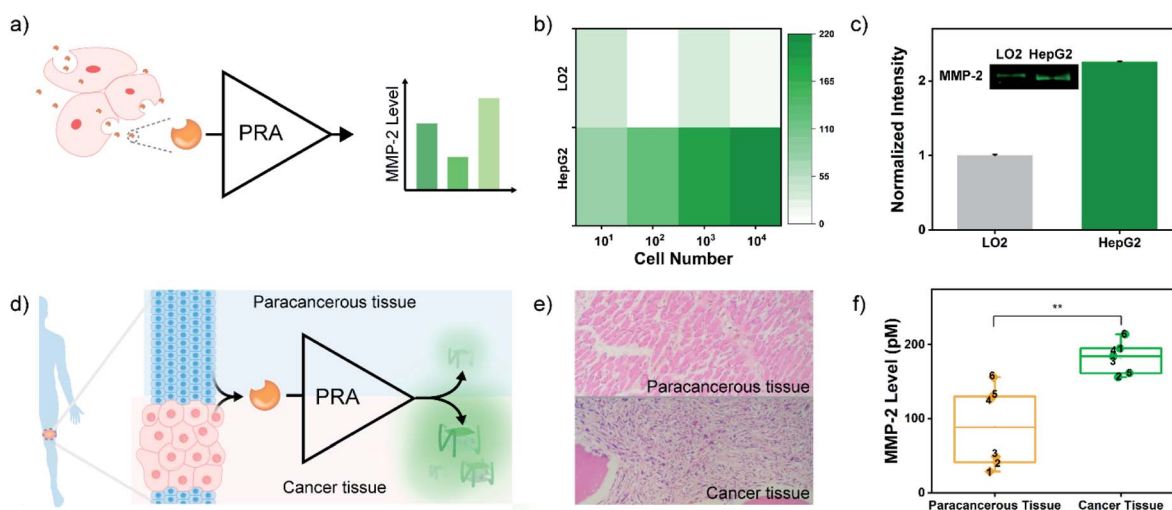 a)
PRA
MMP-2 Level
b)
LO2
HepG2
10¹ 10² 10³ 10⁴
Cell Number
220
165
110
55
0
c)
Normalized Intensity
2
1
0
LO2 HepG2
MMP-2
LO2 HepG2
d)
Paracancerous tissue
PRA
Cancer tissue
e)
Paracancerous tissue
Cancer tissue
f)
MMP-2 Level (pM)
200
100
0
**
6
5
4
3
2
1
6
4
3
2
Paracancerous Tissue Cancer Tissue